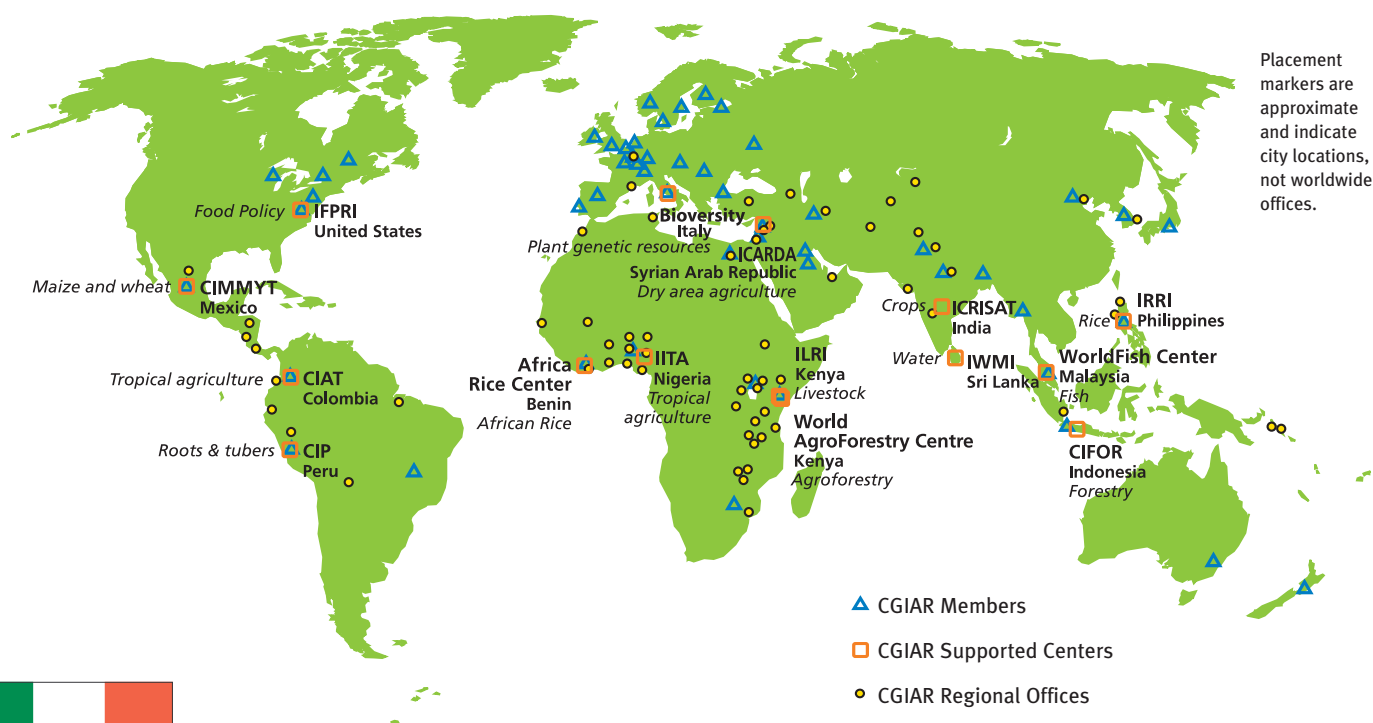 Placement
markers are
approximate
and indicate
city locations,
not worldwide
offices.
Food Policy
IFPRI
United States
Maize and wheat
CIMMYT
Mexico
Tropical agriculture
CIAT
Colombia
Roots & tubers
CIP
Peru
Bioversity
Italy
Plant genetic resources
ICARDA
Syrian Arab Republic
Dry area agriculture
Africa
Rice Center
Benin
African Rice
IITA
Nigeria
Tropical
agriculture
ILRI
Kenya
Livestock
World
AgroForestry Centre
Kenya
Agroforestry
Crops
ICRISAT
India
Water
IWMI
Sri Lanka
IRRI
Rice
Philippines
WorldFish Center
Malaysia
Fish
CIFOR
Indonesia
Forestry
CGIAR Members
CGIAR Supported Centers
CGIAR Regional Offices